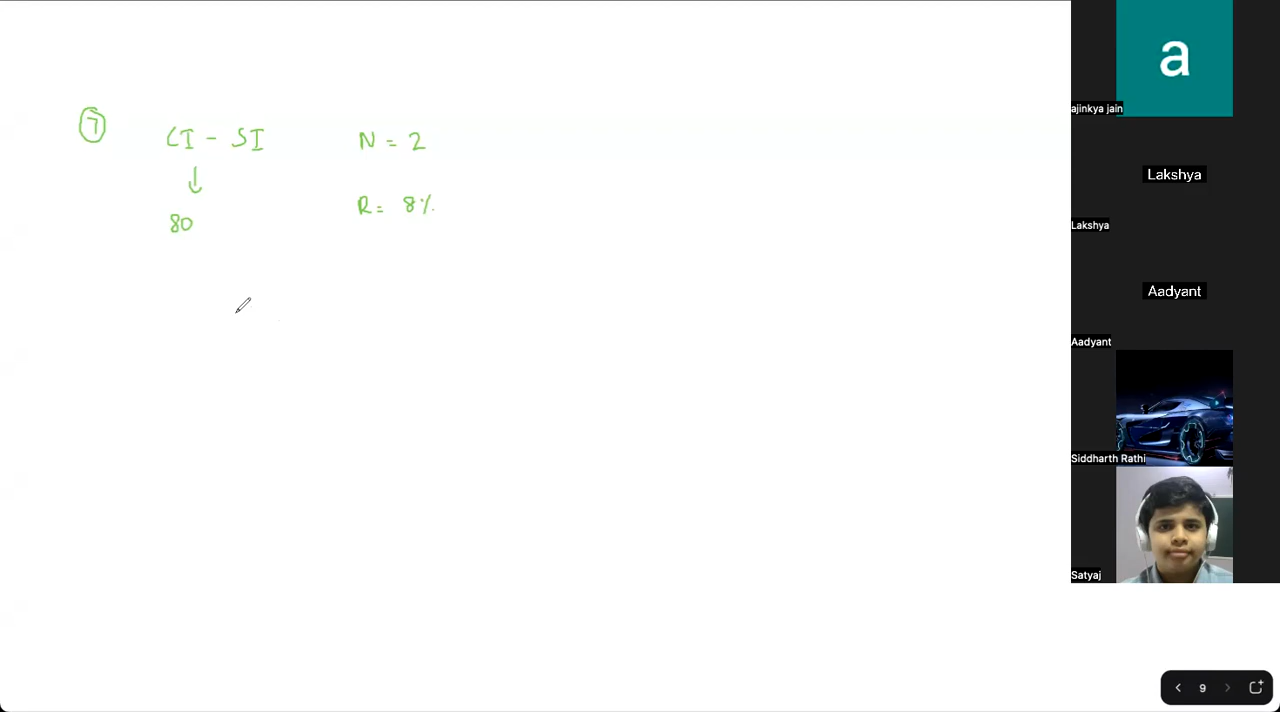 7 CI - SI N = 2
↓ R = 8%
80
a
ajinkya jain
Lakshya
Lakshya
Aadyant
Aadyant
Siddharth Rathi
Satyaj
9